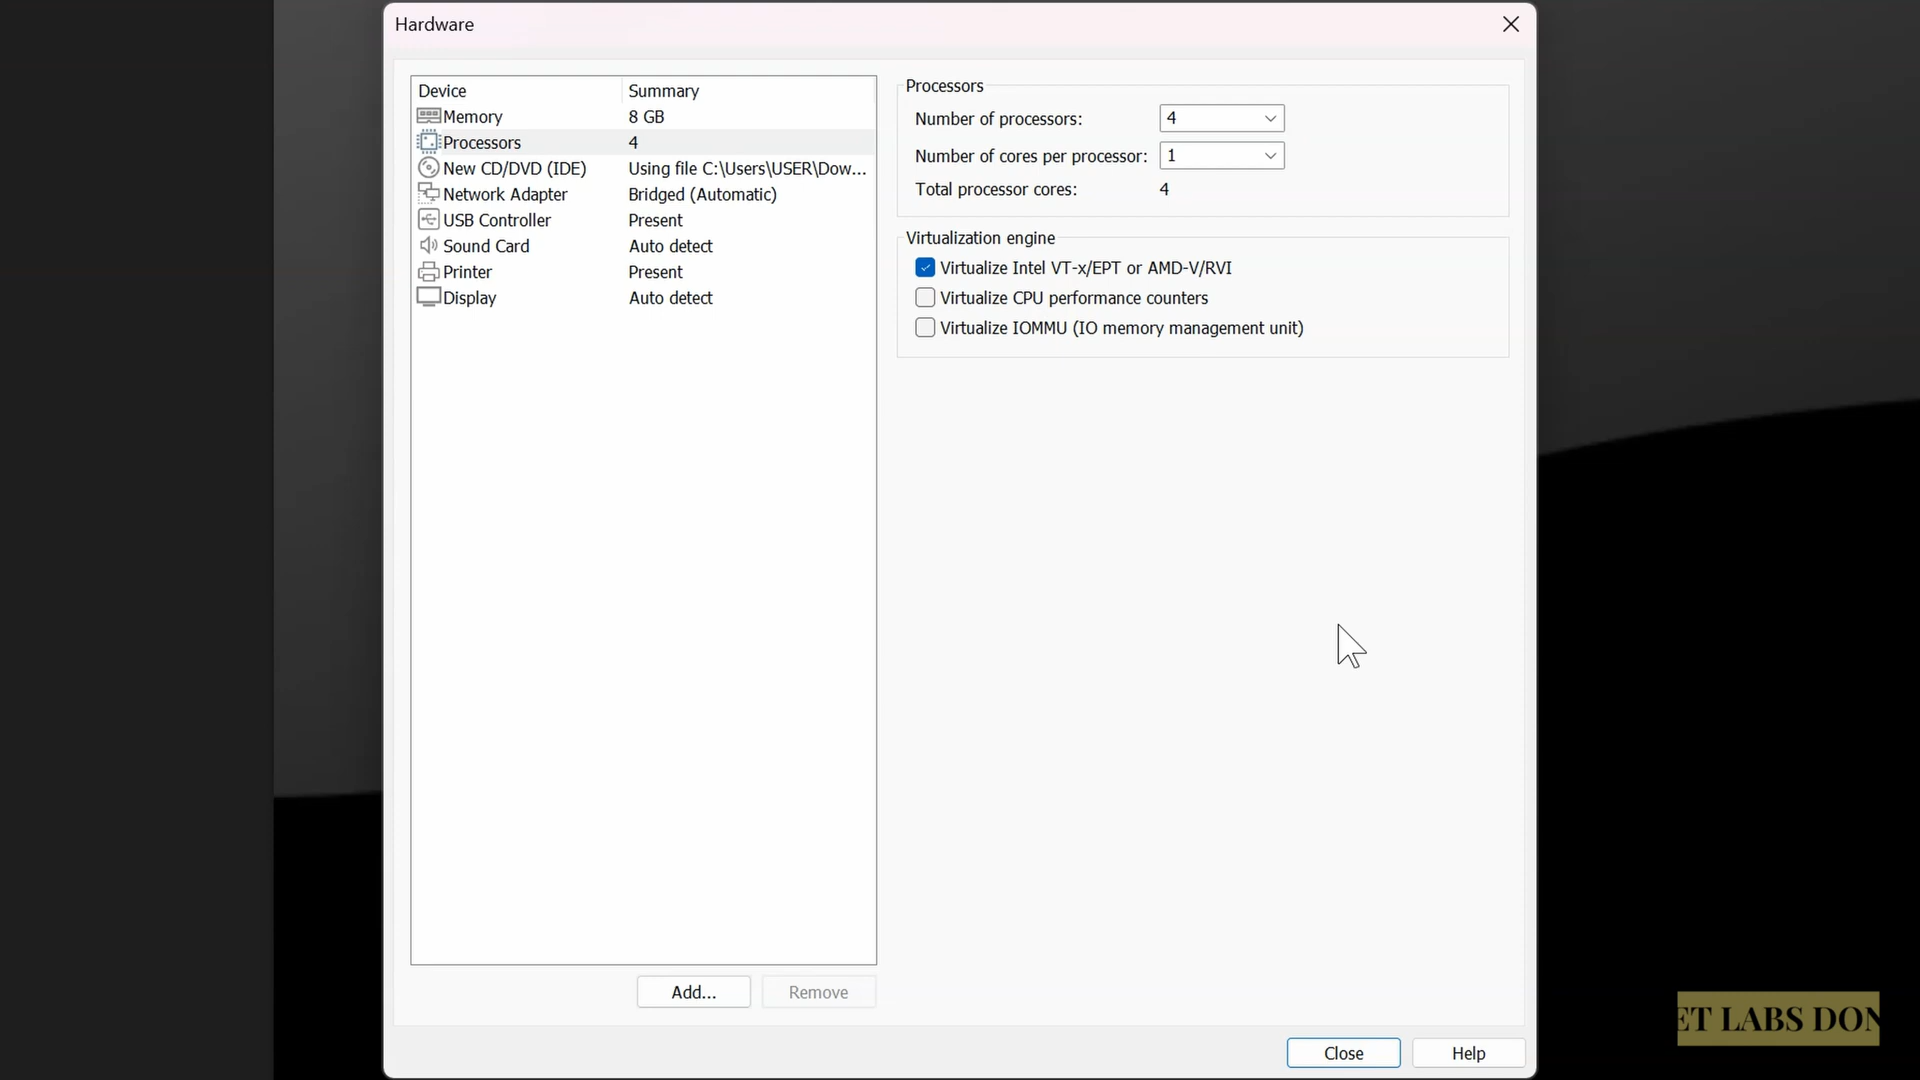 Hardware
Device Summary
Memory 8 GB
Processors 4
New CD/DVD (IDE) Using file C:\Users\USER\Dow...
Network Adapter Bridged (Automatic)
USB Controller Present
Sound Card Auto detect
Printer Present
Display Auto detect
Add...
Remove
Processors
Number of processors: 4
Number of cores per processor: 1
Total processor cores: 4
Virtualization engine
Virtualize Intel VT-x/EPT or AMD-V/RVI
Virtualize CPU performance counters
Virtualize IOMMU (IO memory management unit)
Close
Help
ET LABS DON